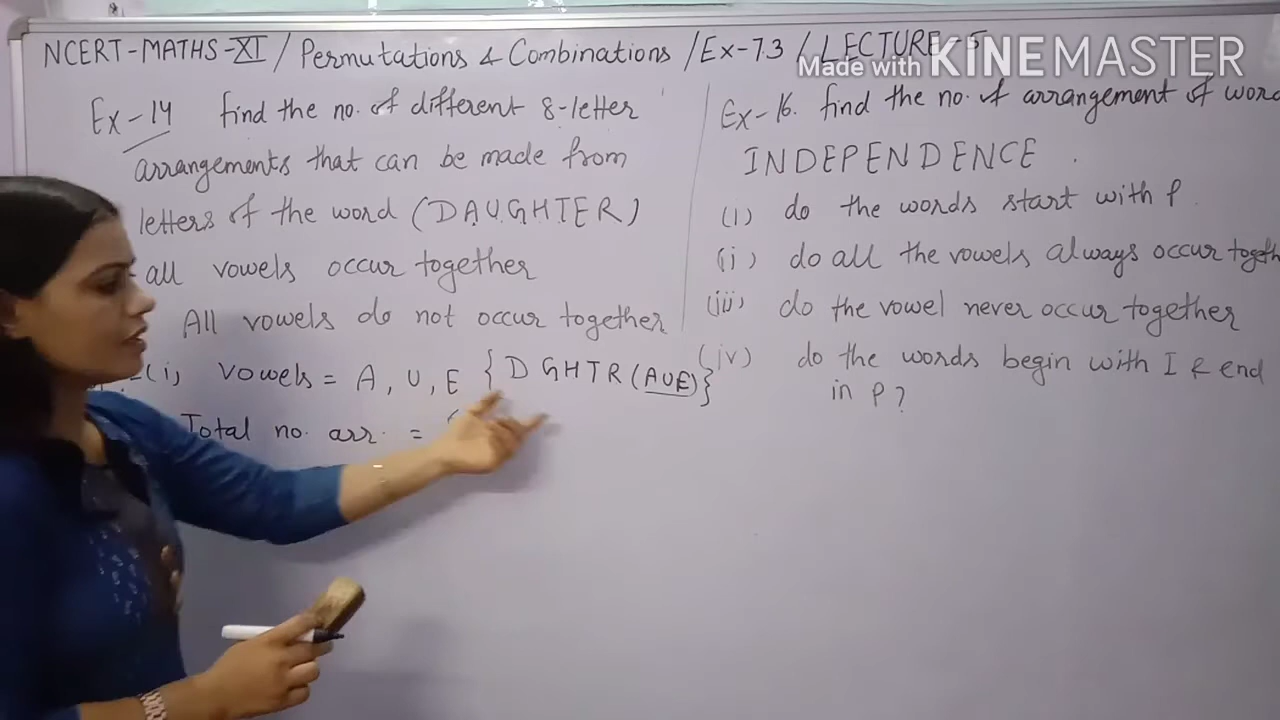 NCERT-MATHS-XI / Permutations & Combinations / Ex-7.3 / LECTURE-5
Made with KINEMASTER
Ex-14 find the no. of different 8-letter
arrangements that can be made from
letters of the word (DAUGHTER)
all vowels occur together
All vowels do not occur together
(i) vowels = A, U, E {DGHTR(AUE)}
Total no. arr. =
Ex-16. find the no. of arrangement of word
INDEPENDENCE.
(i) do the words start with P.
(i) do all the vowels always occur togeth
(iii) do the vowel never occur together
(iv) do the words begin with I & end
in P?